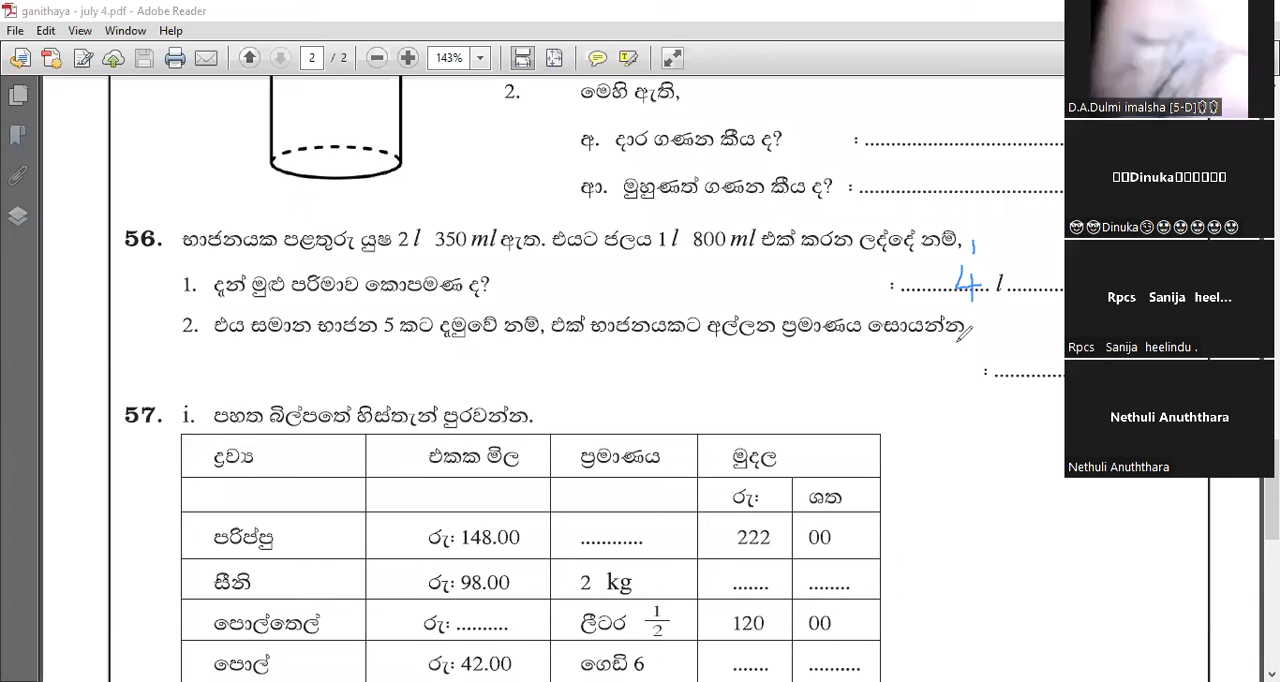 ganithaya - july 4.pdf - Adobe Reader
File Edit View Window Help
2 / 2 143%
2. මෙහි ඇති,
අ. දාර ගණන කීය ද? : ..............................
ආ. මුහුණත් ගණන කීය ද? : ..............................
56. භාජනයක පළතුරු යුෂ 2 l 350 ml ඇත. එයට ජලය 1 l 800 ml එක් කරන ලද්දේ නම්,
1
1. දැන් මුළු පරිමාව කොපමණ ද? : ............4.... l ............
2. එය සමාන භාජන 5 කට දැමුවේ නම්, එක් භාජනයකට අල්ලන ප්‍රමාණය සොයන්න
: ..............
57. i. පහත බිල්පතේ හිස්තැන් පුරවන්න.
ද්‍රව්‍ය එකක මිල ප්‍රමාණය මුදල
රු: ශත
පරිප්පු රු: 148.00 ............ 222 00
සීනි රු: 98.00 2 kg ....... ........
පොල්තෙල් රු: .......... ලීටර 1/2 120 00
පොල් රු: 42.00 ගෙඩි 6 ....... ..........
D.A.Dulmi imalsha [5-D]
Dinuka
Dinuka
Rpcs Sanija heel...
Rpcs Sanija heelindu .
Nethuli Anuththara
Nethuli Anuththara